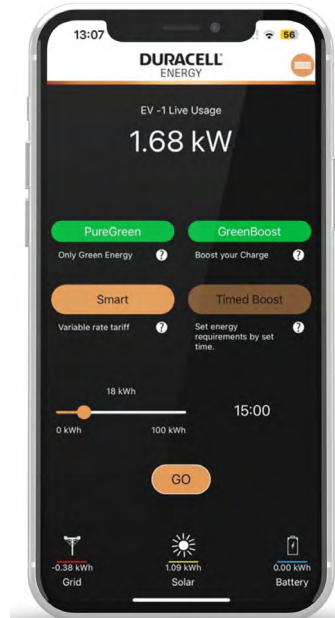 13:07
56
DURACELL
ENERGY
EV -1 Live Usage
1.68 kW
PureGreen
GreenBoost
Only Green Energy ?
Boost your Charge ?
Smart
Timed Boost
Variable rate tariff ?
Set energy ?
requirements by set
time.
18 kWh
15:00
0 kWh
100 kWh
GO
-0.38 kWh
1.09 kWh
0.00 kWh
Grid
Solar
Battery